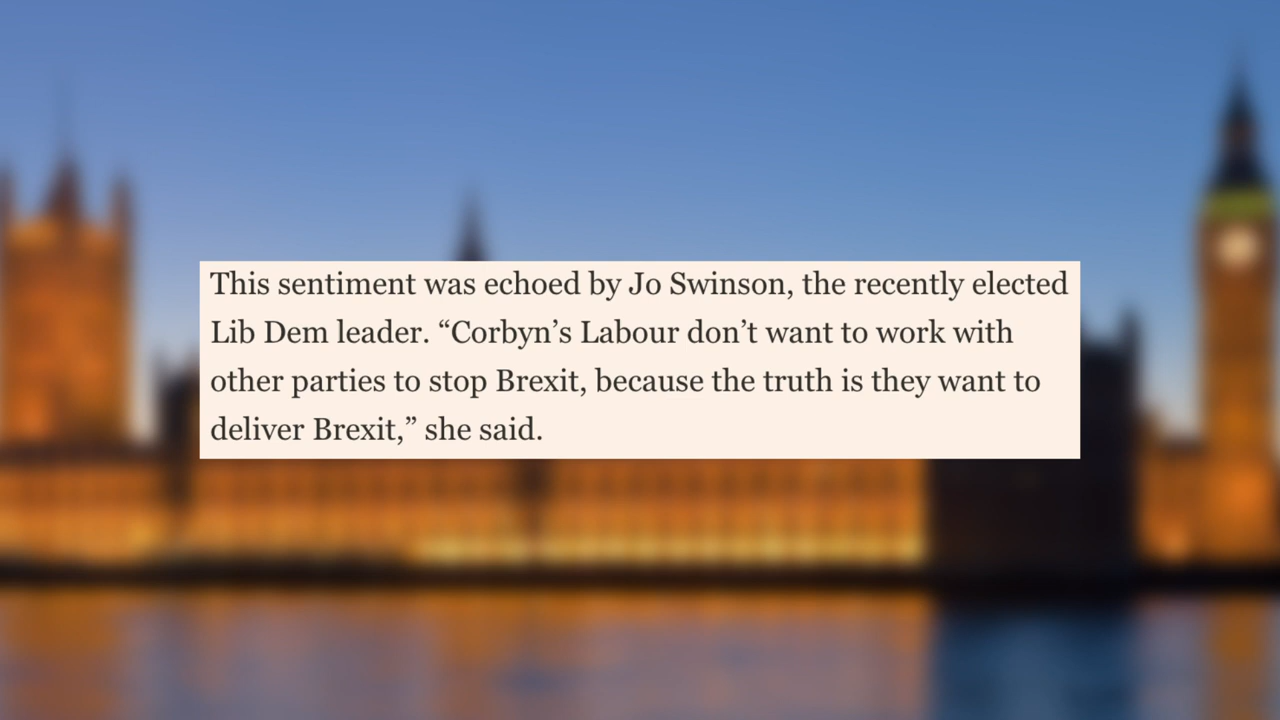 This sentiment was echoed by Jo Swinson, the recently elected
Lib Dem leader. “Corbyn’s Labour don’t want to work with
other parties to stop Brexit, because the truth is they want to
deliver Brexit,” she said.